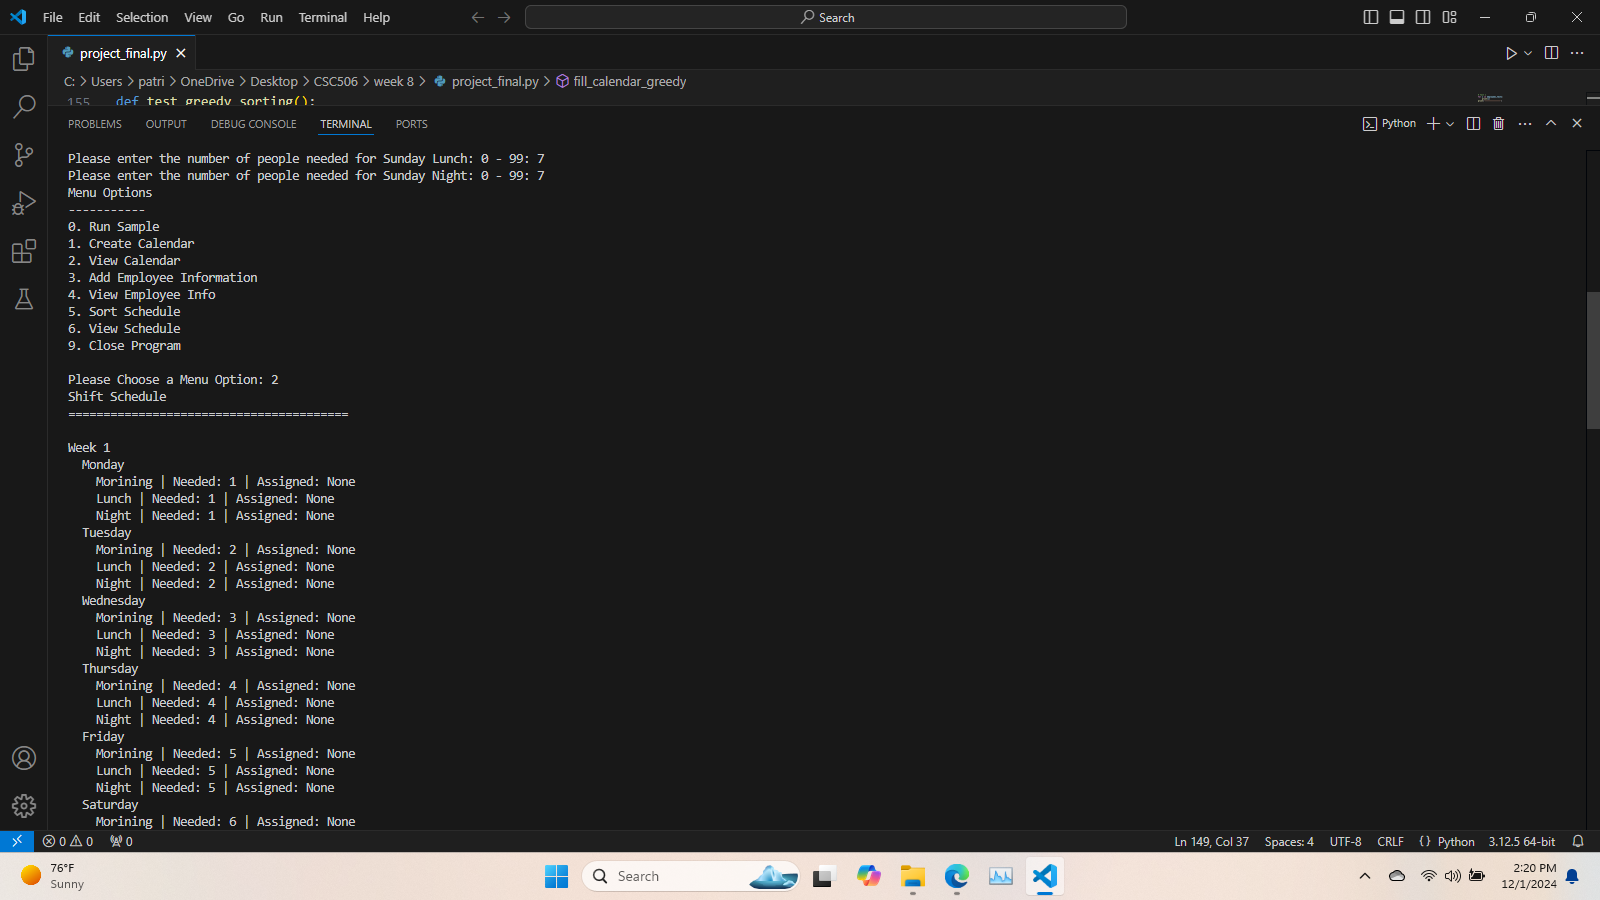 File Edit Selection View Go Run Terminal Help
Search
project_final.py
C: > Users > patri > OneDrive > Desktop > CSC506 > week 8 > project_final.py > fill_calendar_greedy
155 def test_greedy_sorting():
PROBLEMS OUTPUT DEBUG CONSOLE TERMINAL PORTS
Python
Please enter the number of people needed for Sunday Lunch: 0 - 99: 7
Please enter the number of people needed for Sunday Night: 0 - 99: 7
Menu Options
-----------
0. Run Sample
1. Create Calendar
2. View Calendar
3. Add Employee Information
4. View Employee Info
5. Sort Schedule
6. View Schedule
9. Close Program
Please Choose a Menu Option: 2
Shift Schedule
========================================
Week 1
Monday
Morining | Needed: 1 | Assigned: None
Lunch | Needed: 1 | Assigned: None
Night | Needed: 1 | Assigned: None
Tuesday
Morining | Needed: 2 | Assigned: None
Lunch | Needed: 2 | Assigned: None
Night | Needed: 2 | Assigned: None
Wednesday
Morining | Needed: 3 | Assigned: None
Lunch | Needed: 3 | Assigned: None
Night | Needed: 3 | Assigned: None
Thursday
Morining | Needed: 4 | Assigned: None
Lunch | Needed: 4 | Assigned: None
Night | Needed: 4 | Assigned: None
Friday
Morining | Needed: 5 | Assigned: None
Lunch | Needed: 5 | Assigned: None
Night | Needed: 5 | Assigned: None
Saturday
Morining | Needed: 6 | Assigned: None
0 0 0 Ln 149, Col 37 Spaces: 4 UTF-8 CRLF {} Python 3.12.5 64-bit
76°F
Sunny
Search
2:20 PM
12/1/2024